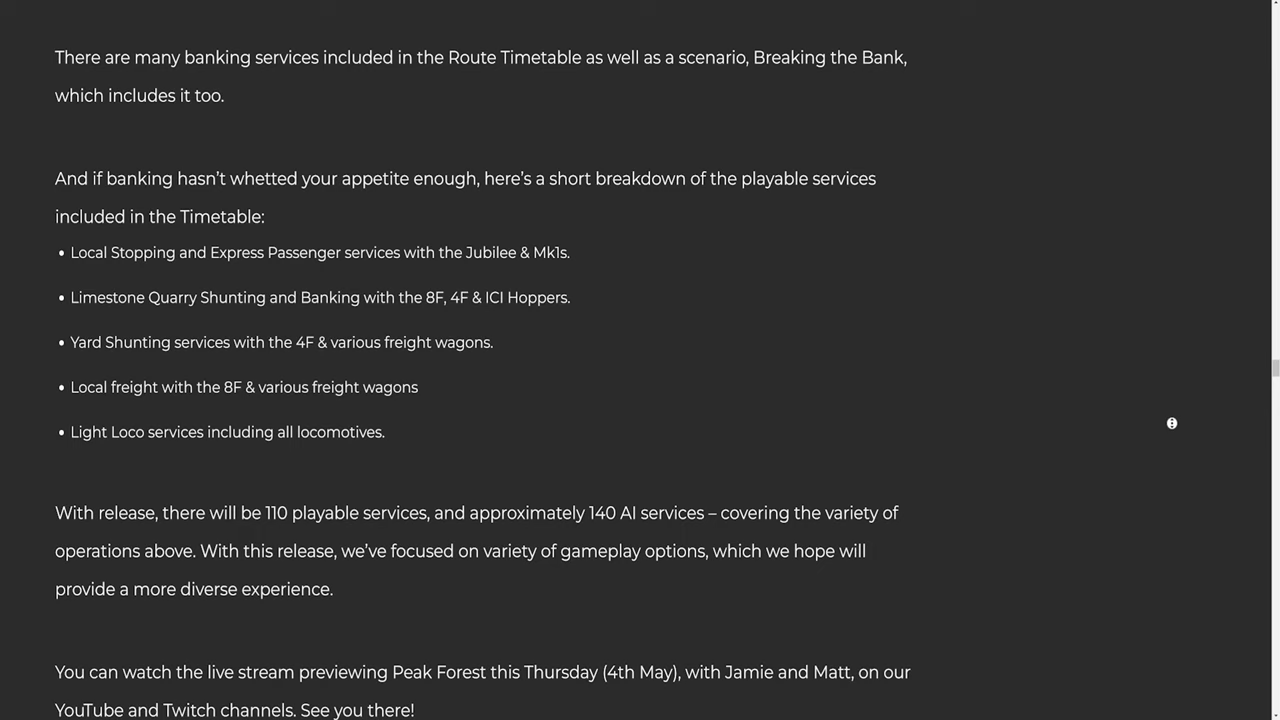 There are many banking services included in the Route Timetable as well as a scenario, Breaking the Bank,
which includes it too.
And if banking hasn't whetted your appetite enough, here's a short breakdown of the playable services
included in the Timetable:
• Local Stopping and Express Passenger services with the Jubilee & Mk1s.
• Limestone Quarry Shunting and Banking with the 8F, 4F & ICI Hoppers.
• Yard Shunting services with the 4F & various freight wagons.
• Local freight with the 8F & various freight wagons
• Light Loco services including all locomotives.
With release, there will be 110 playable services, and approximately 140 AI services – covering the variety of
operations above. With this release, we've focused on variety of gameplay options, which we hope will
provide a more diverse experience.
You can watch the live stream previewing Peak Forest this Thursday (4th May), with Jamie and Matt, on our
YouTube and Twitch channels. See you there!